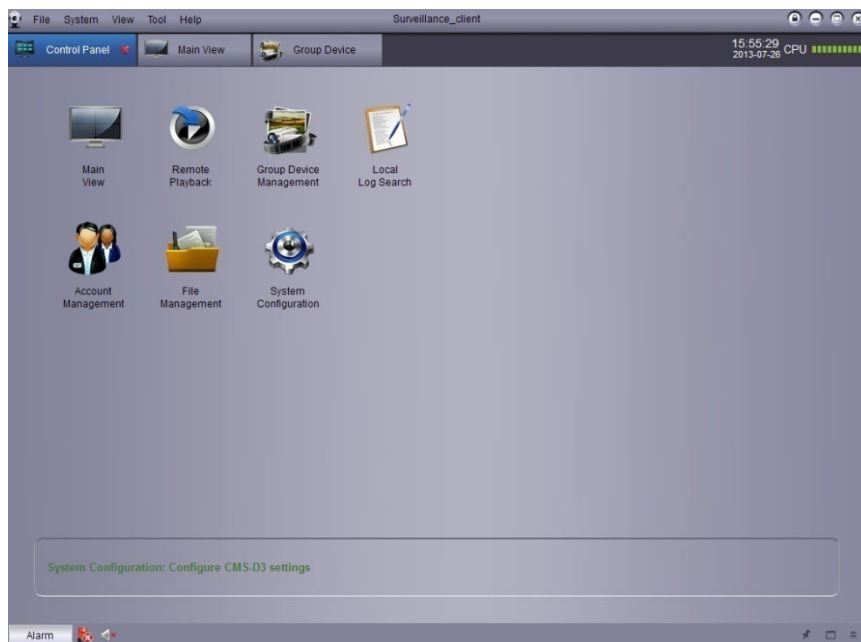 File System View Tool Help Surveillance_client
Control Panel Main View Group Device
15:55:29
2013-07-26
CPU
Main
View
Remote
Playback
Group Device
Management
Local
Log Search
Account
Management
File
Management
System
Configuration
System Configuration: Configure CMS-D3 settings
Alarm